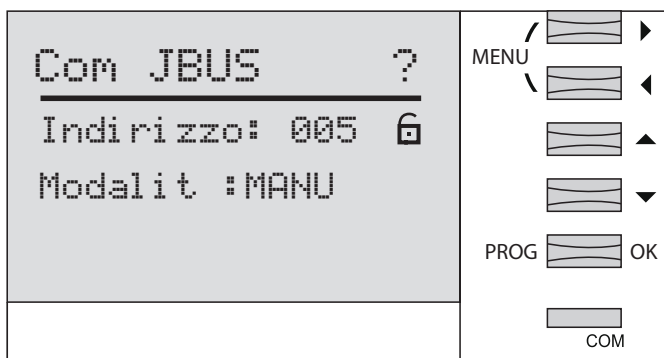 Com JBUS ?
Indirizzo: 005
Modalit :MANU
MENU
PROG OK
COM